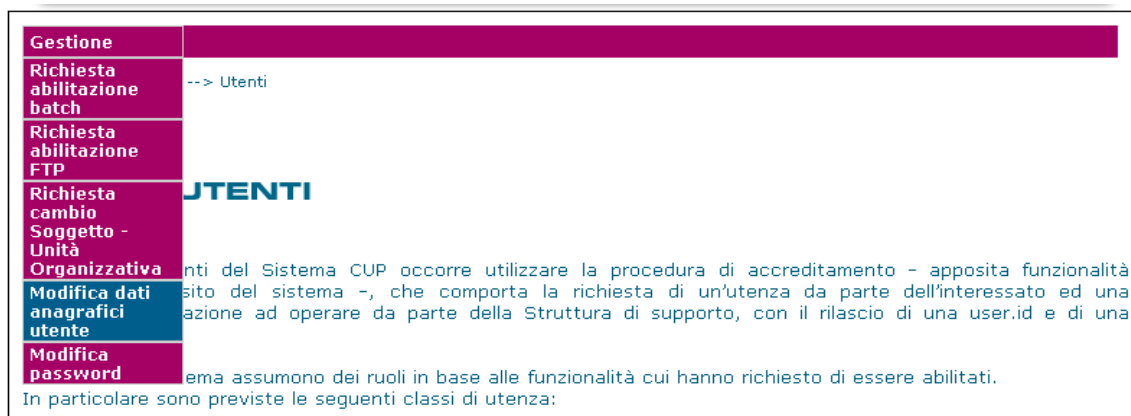 Gestione
Richiesta
abilitazione
batch
--> Utenti
Richiesta
abilitazione
FTP
Richiesta
cambio
Soggetto -
Unità
Organizzativa
UTENTI
Modifica dati
anagrafici
utente
Modifica
password
nti del Sistema CUP occorre utilizzare la procedura di accreditamento – apposita funzionalità
sito del sistema –, che comporta la richiesta di un'utenza da parte dell'interessato ed una
azione ad operare da parte della Struttura di supporto, con il rilascio di una user.id e di una
ema assumono dei ruoli in base alle funzionalità cui hanno richiesto di essere abilitati.
In particolare sono previste le seguenti classi di utenza: